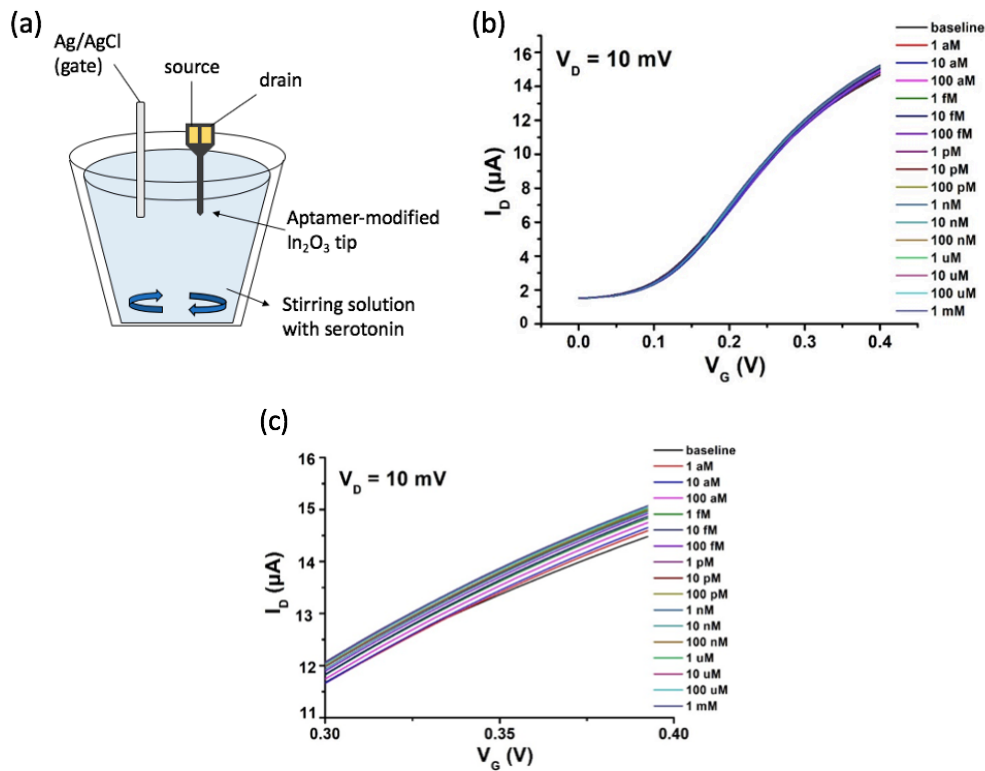 (a)
Ag/AgCl
(gate)
source
drain
Aptamer-modified
In₂O₃ tip
Stirring solution
with serotonin
(b)
V_D = 10 mV
I_D (µA)
16
14
12
10
8
6
4
2
0
0.0 0.1 0.2 0.3 0.4
V_G (V)
baseline
1 aM
10 aM
100 aM
1 fM
10 fM
100 fM
1 pM
10 pM
100 pM
1 nM
10 nM
100 nM
1 uM
10 uM
100 uM
1 mM
(c)
V_D = 10 mV
I_D (µA)
16
15
14
13
12
11
0.30 0.35 0.40
V_G (V)
baseline
1 aM
10 aM
100 aM
1 fM
10 fM
100 fM
1 pM
10 pM
100 pM
1 nM
10 nM
100 nM
1 uM
10 uM
100 uM
1 mM